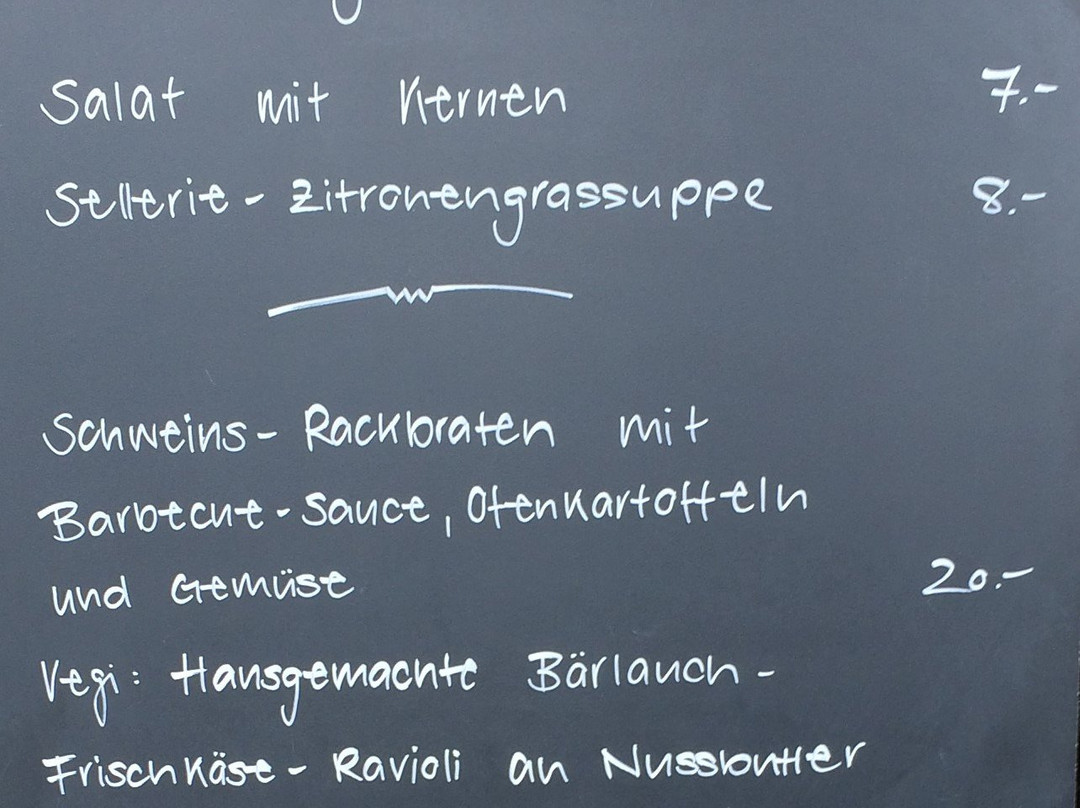 Salat mit Kernen 7.-
Sellerie - Zitronengrassuppe 8.-
Schweins - Rackbraten mit
Barbecue - Sauce, Ofenkartoffeln
und Gemüse 20.-
Vegi: Hausgemachte Bärlauch -
Frischkäse - Ravioli an Nussbutter